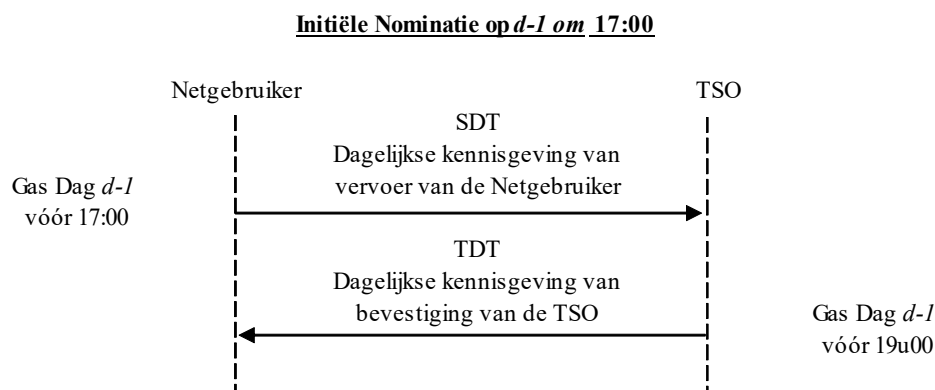 Initiële Nominatie op d-1 om 17:00
Netgebruiker
TSO
SDT
Dagelijkse kennisgeving van
vervoer van de Netgebruiker
Gas Dag d-1
vóór 17:00
TDT
Dagelijkse kennisgeving van
bevestiging van de TSO
Gas Dag d-1
vóór 19u00